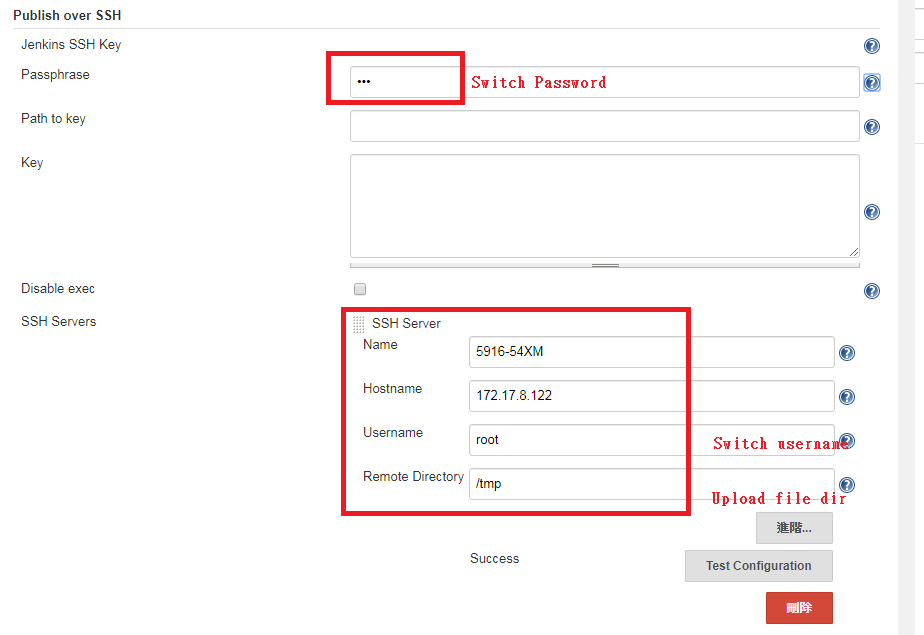 Publish over SSH
Jenkins SSH Key
Passphrase
••• Switch Password
Path to key
Key
Disable exec
SSH Servers
SSH Server
Name
5916-54XM
Hostname
172.17.8.122
Username
root
Switch username
Remote Directory
/tmp
Upload file dir
進階...
Success
Test Configuration
刪除